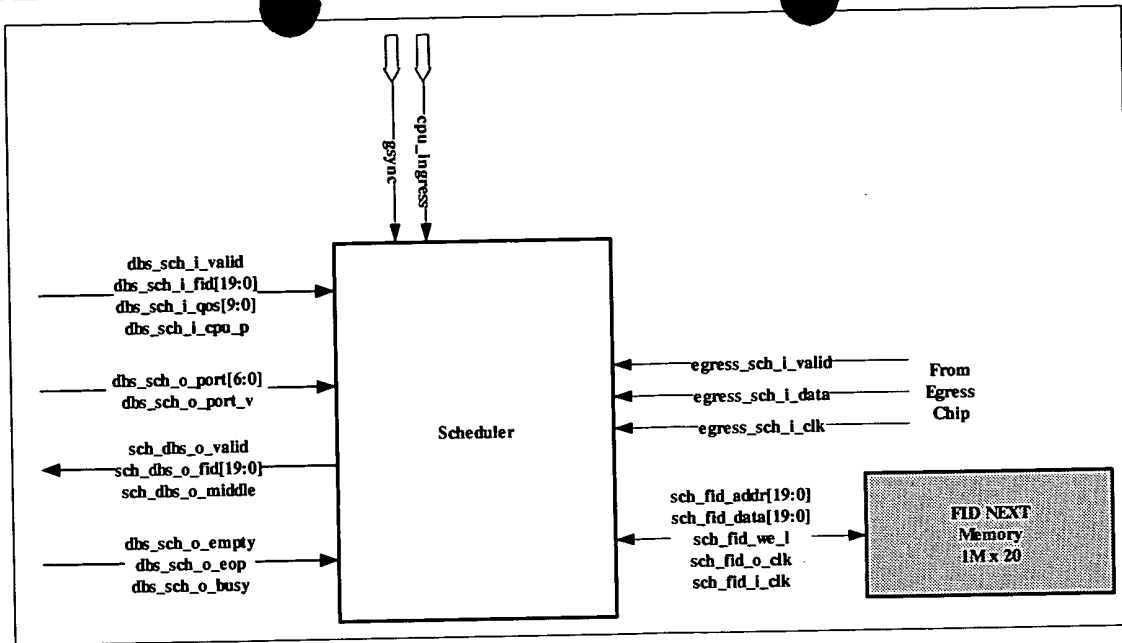 gsync
cpu_ingress
dbs_sch_i_valid
dbs_sch_i_fid[19:0]
dbs_sch_i_qos[9:0]
dbs_sch_i_cpu_p
dbs_sch_o_port[6:0]
dbs_sch_o_port_v
sch_dbs_o_valid
sch_dbs_o_fid[19:0]
sch_dbs_o_middle
dbs_sch_o_empty
dbs_sch_o_eop
dbs_sch_o_busy
Scheduler
egress_sch_i_valid
egress_sch_i_data
egress_sch_i_clk
From
Egress
Chip
sch_fid_addr[19:0]
sch_fid_data[19:0]
sch_fid_we_l
sch_fid_o_clk
sch_fid_i_clk
FID NEXT
Memory
1M x 20